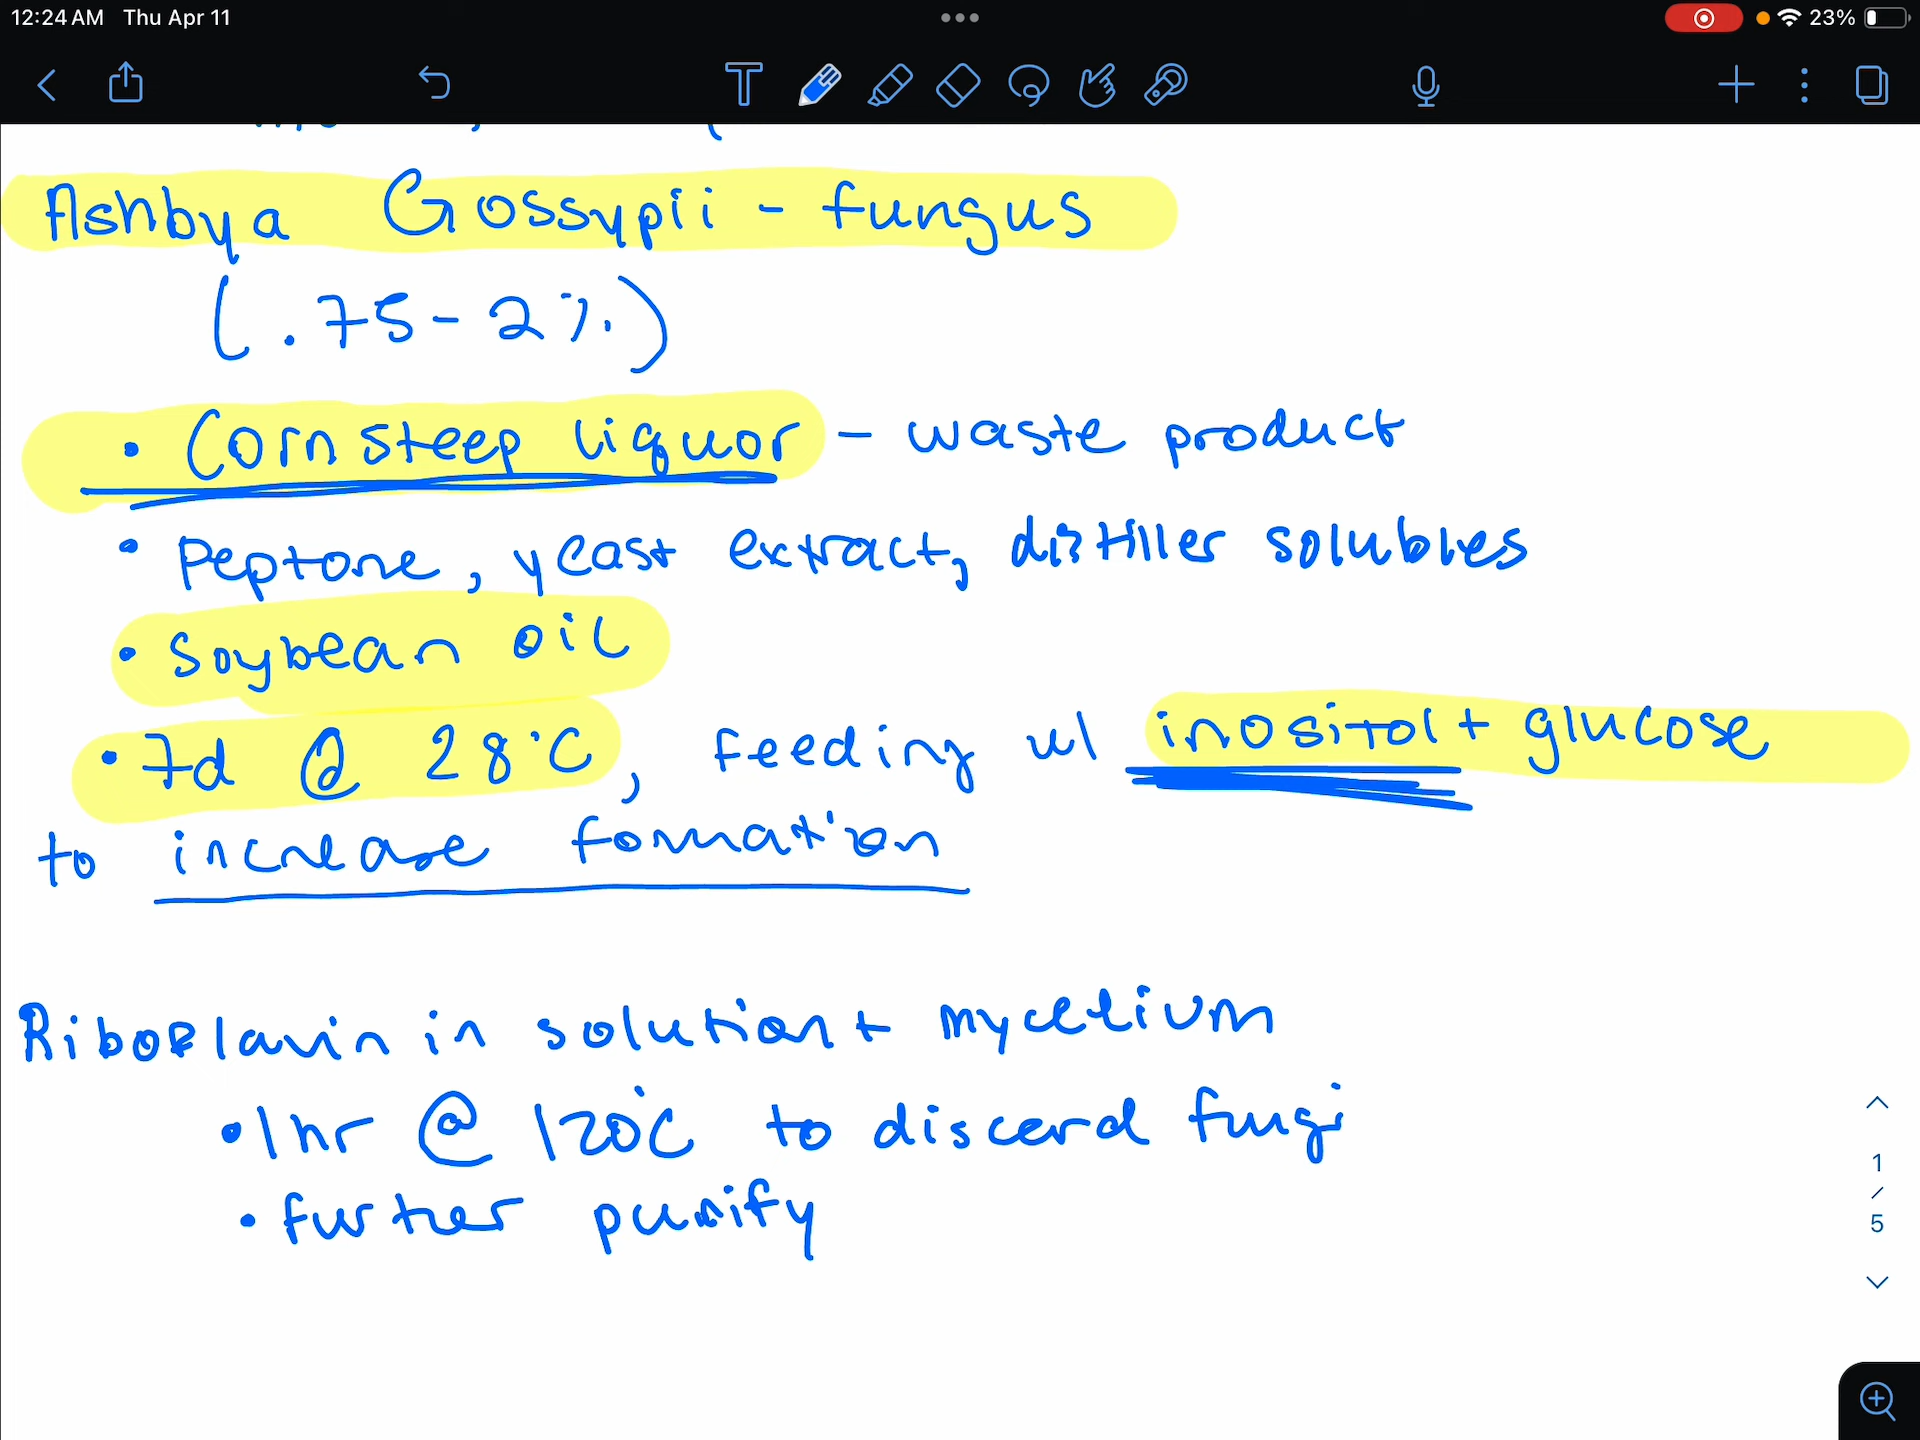 12:24 AM Thu Apr 11
23%
Ashbya Gossypii - fungus
(.75 - 2%)
• Corn steep liquor - waste product
• Peptone, yeast extract, distiller solubles
• Soybean oil
• 7d @ 28°C, feeding w/ inositol + glucose
to increase formation
Riboflavin in solution + mycelium
• 1hr @ 120°C to discard fungi
• further purify
1
/
5